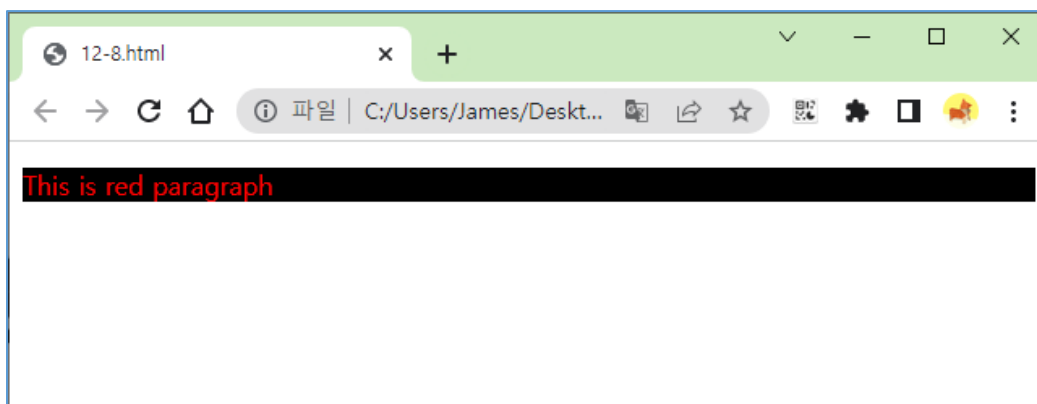 12-8.html
파일 C:/Users/James/Deskt...
This is red paragraph